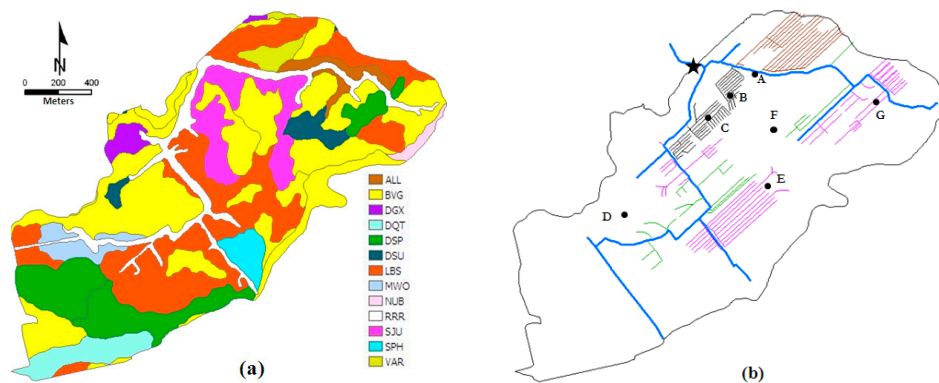 N
0 200 400
Meters
ALL
BVG
DGX
DQT
DSP
DSU
LBS
MWO
NUB
RRR
SJU
SPH
VAR
(a)
A
B
C
F
G
E
D
(b)